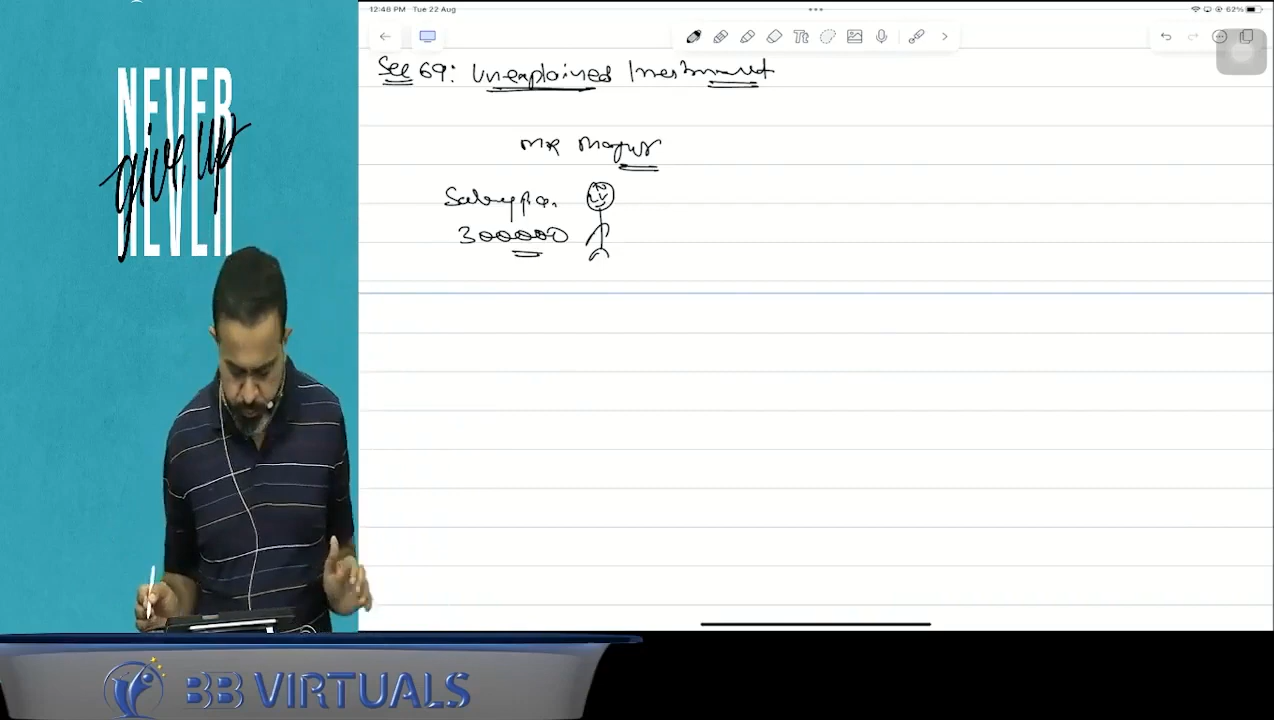 12:48 PM Tue 22 Aug
62%
Sec 69: Unexplained Investment
NEVER
give up
NEVER
Mr
Salary p.a.
300000
BB VIRTUALS